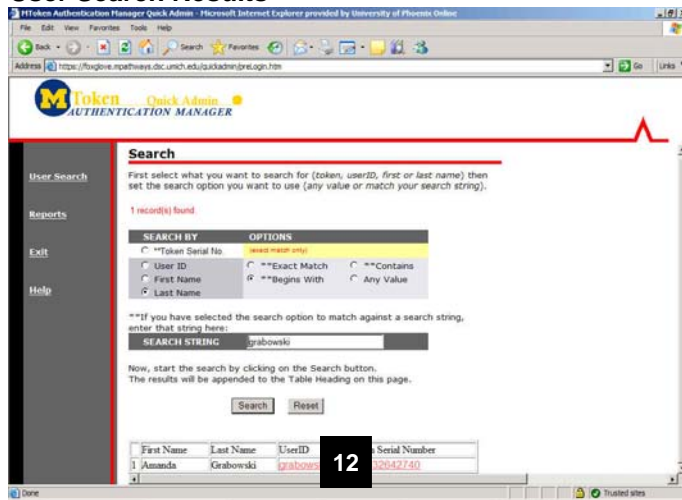 User Search Results
MToken Authentication Manager Quick Admin - Microsoft Internet Explorer provided by University of Phoenix Online
File Edit View Favorites Tools Help
Back Search Favorites
Address https://foxglove.mpathways.dsc.umich.edu/quickadmin/preLogin.htm Go Links
M Token Quick Admin
AUTHENTICATION MANAGER
Search
User Search
First select what you want to search for (token, userID, first or last name) then
set the search option you want to use (any value or match your search string).
Reports
1 record(s) found
SEARCH BY OPTIONS
Exit
**Token Serial No. (exact match only)
User ID **Exact Match **Contains
First Name **Begins With Any Value
Help
Last Name
**If you have selected the search option to match against a search string,
enter that string here:
SEARCH STRING grabowski
Now, start the search by clicking on the Search button.
The results will be appended to the Table Heading on this page.
Search Reset
First Name Last Name UserID Serial Number
1 Amanda Grabowski 32642740
12
Done Trusted sites